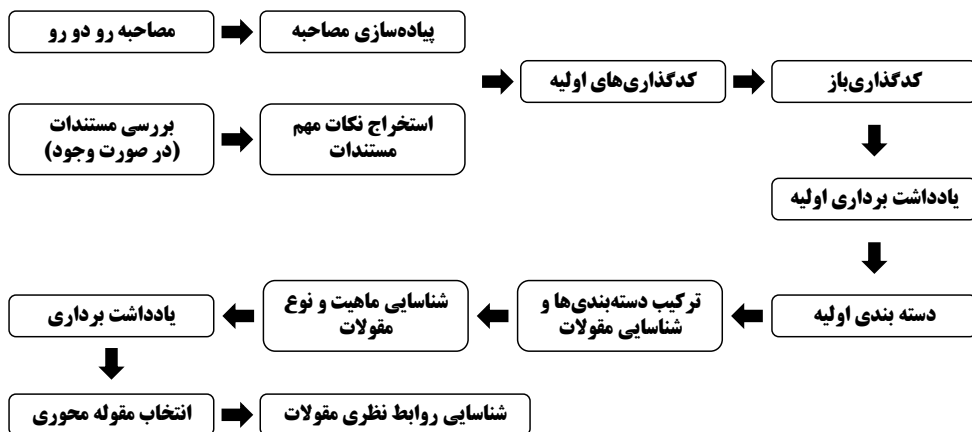 مصاحبه رو دو رو
پیاده‌سازی مصاحبه
بررسی مستندات
(در صورت وجود)
استخراج نکات مهم
مستندات
کدگذاری‌های اولیه
کدگذاری‌باز
یادداشت برداری اولیه
دسته بندی اولیه
ترکیب دسته‌بندی‌ها و
شناسایی مقولات
شناسایی ماهیت و نوع
مقولات
یادداشت برداری
انتخاب مقوله محوری
شناسایی روابط نظری مقولات